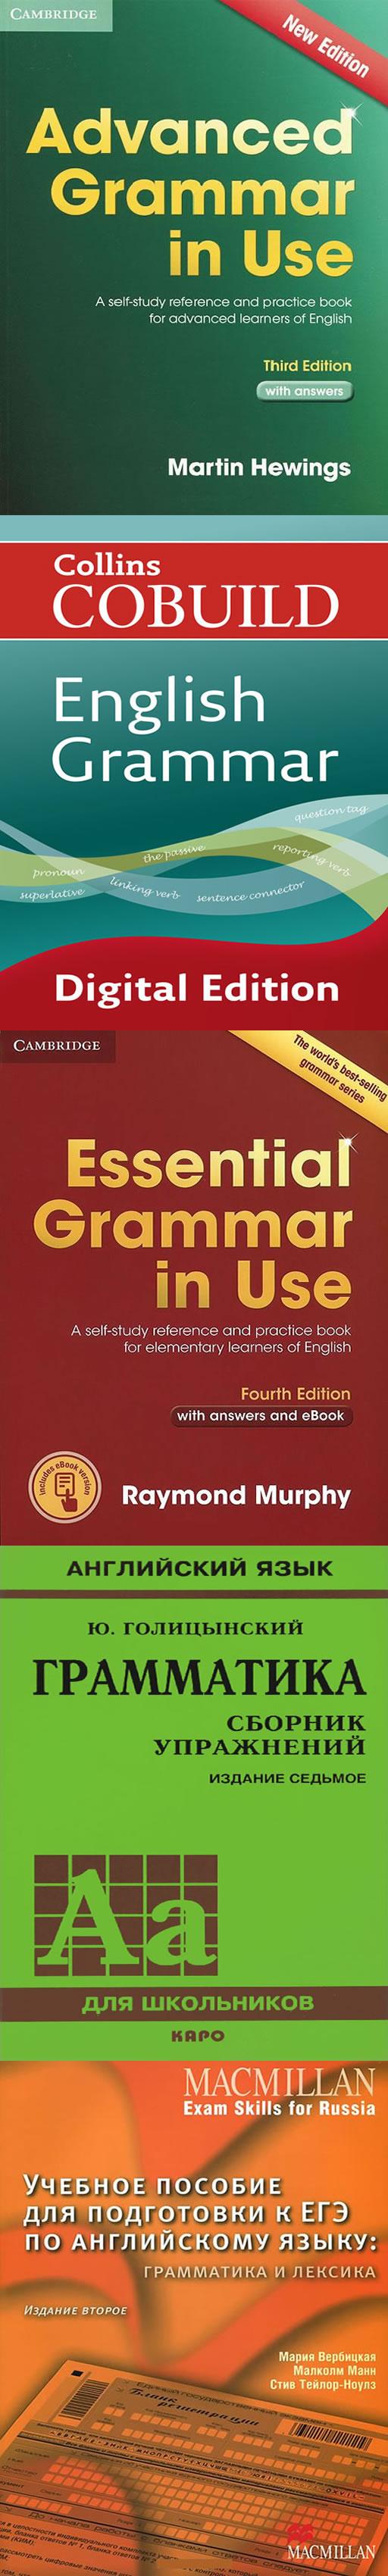 CAMBRIDGE
New Edition
Advanced
Grammar
in Use
A self-study reference and practice book
for advanced learners of English
Third Edition
with answers
Martin Hewings
Collins
COBUILD
English
Grammar
question tag
the passive
reporting verb
pronoun
linking verb
superlative
sentence connector
Digital Edition
CAMBRIDGE
The world's best-selling
grammar series
Essential
Grammar
in Use
A self-study reference and practice book
for elementary learners of English
Fourth Edition
with answers and eBook
includes eBook version
Raymond Murphy
АНГЛИЙСКИЙ ЯЗЫК
Ю. ГОЛИЦЫНСКИЙ
ГРАММАТИКА
СБОРНИК
УПРАЖНЕНИЙ
ИЗДАНИЕ СЕДЬМОЕ
Aa
ДЛЯ ШКОЛЬНИКОВ
КАРО
MACMILLAN
Exam Skills for Russia
УЧЕБНОЕ ПОСОБИЕ
ДЛЯ ПОДГОТОВКИ К ЕГЭ
ПО АНГЛИЙСКОМУ ЯЗЫКУ:
ГРАММАТИКА И ЛЕКСИКА
ИЗДАНИЕ ВТОРОЕ
Мария Вербицкая
Малколм Манн
Стив Тейлор-Ноулз
Бланк регистрации
MACMILLAN